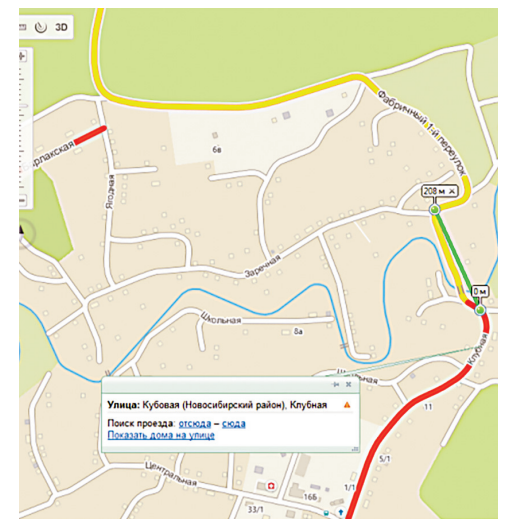 3D
Фабричный 1-й переулок
6в
рлакская
Ягодная
208 м ×
Заречная
0 м
Школьная
8а
Клубная
Улица: Кубовая (Новосибирский район), Клубная
Поиск проезда: отсюда – сюда
Показать дома на улице
11
Центральная
5/1
1/1
16Б
33/1